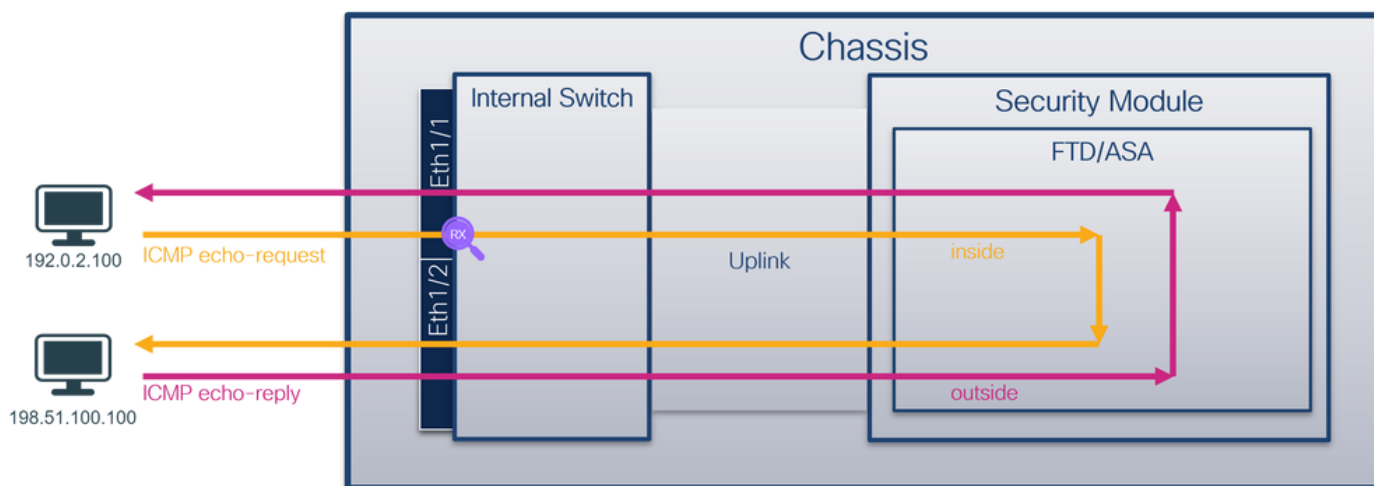 Chassis
Internal Switch
Security Module
FTD/ASA
Eth1/1
192.0.2.100
ICMP echo-request
RX
inside
Uplink
Eth1/2
198.51.100.100
ICMP echo-reply
outside